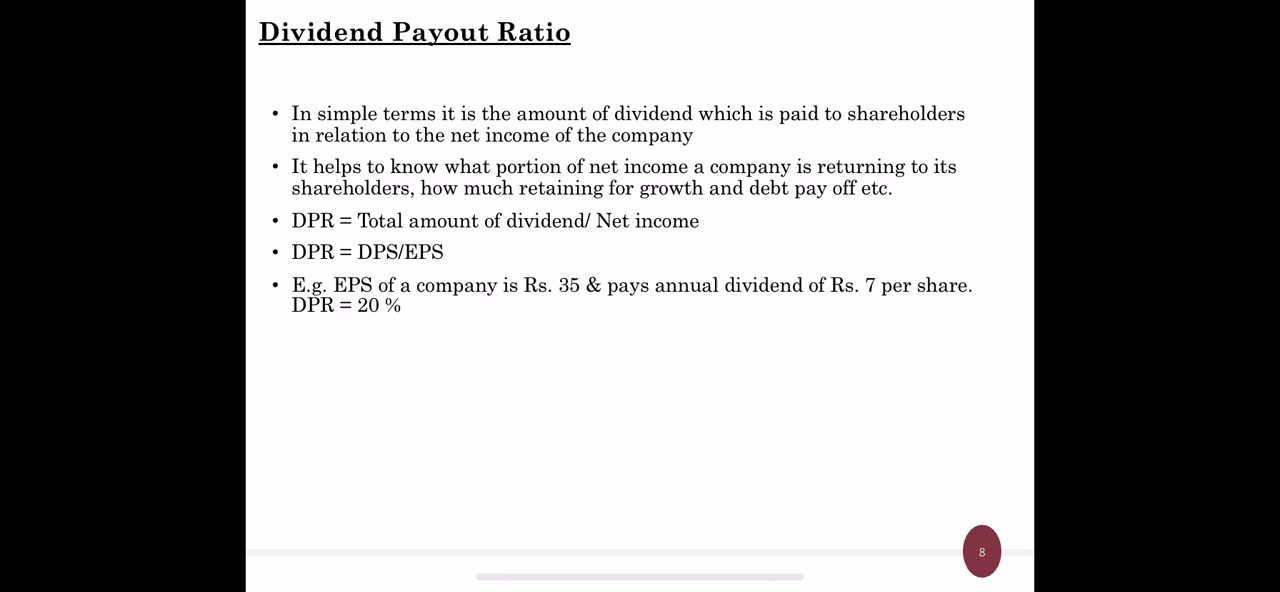 Dividend Payout Ratio
• In simple terms it is the amount of dividend which is paid to shareholders
in relation to the net income of the company
• It helps to know what portion of net income a company is returning to its
shareholders, how much retaining for growth and debt pay off etc.
• DPR = Total amount of dividend/ Net income
• DPR = DPS/EPS
• E.g. EPS of a company is Rs. 35 & pays annual dividend of Rs. 7 per share.
DPR = 20 %
8